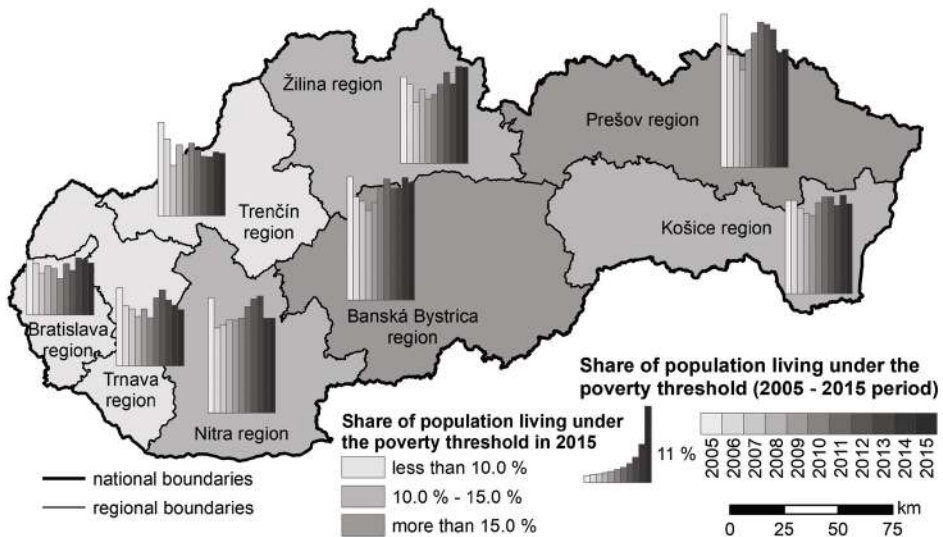 Žilina region
Prešov region
Trenčín
region
Košice region
Bratislava
region
Banská Bystrica
region
Trnava
region
Nitra region
Share of population living under the
poverty threshold (2005 - 2015 period)
11 %
2005
2006
2007
2008
2009
2010
2011
2012
2013
2014
2015
Share of population living under
the poverty threshold in 2015
less than 10.0 %
10.0 % - 15.0 %
more than 15.0 %
national boundaries
regional boundaries
km
0 25 50 75